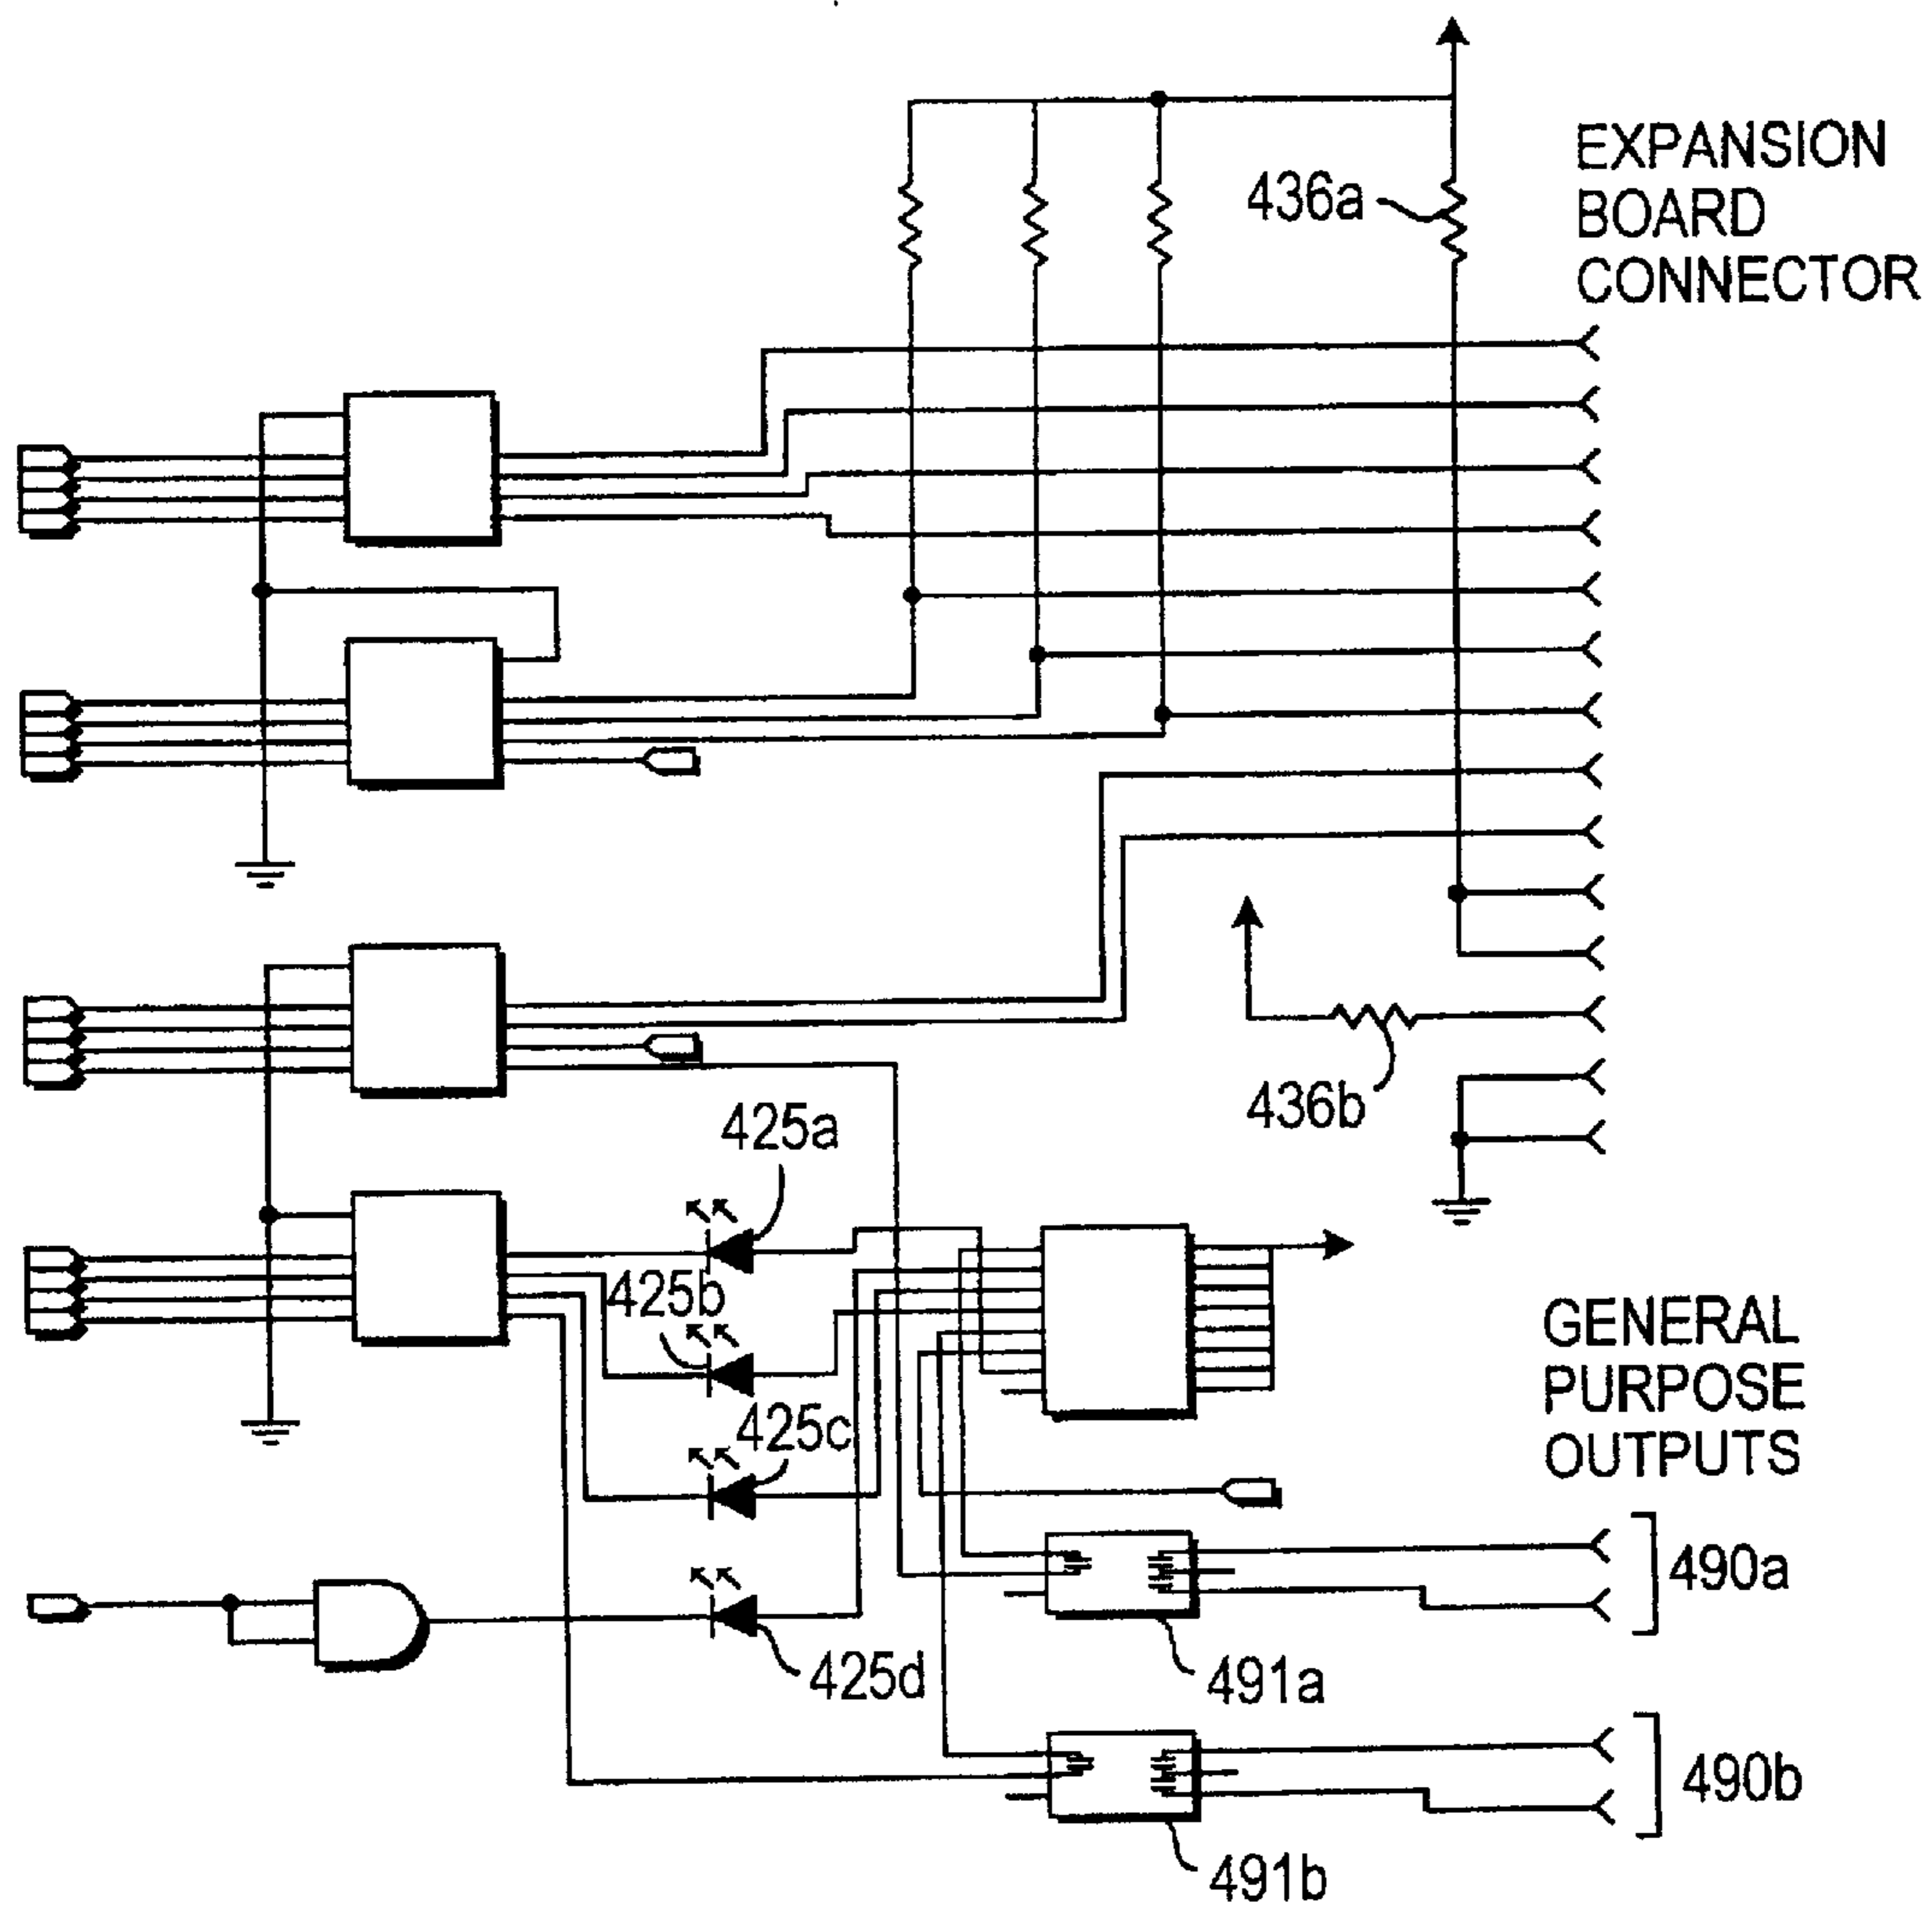 EXPANSION
BOARD
CONNECTOR
436a
436b
425a
425b
425c
425d
GENERAL
PURPOSE
OUTPUTS
490a
491a
490b
491b